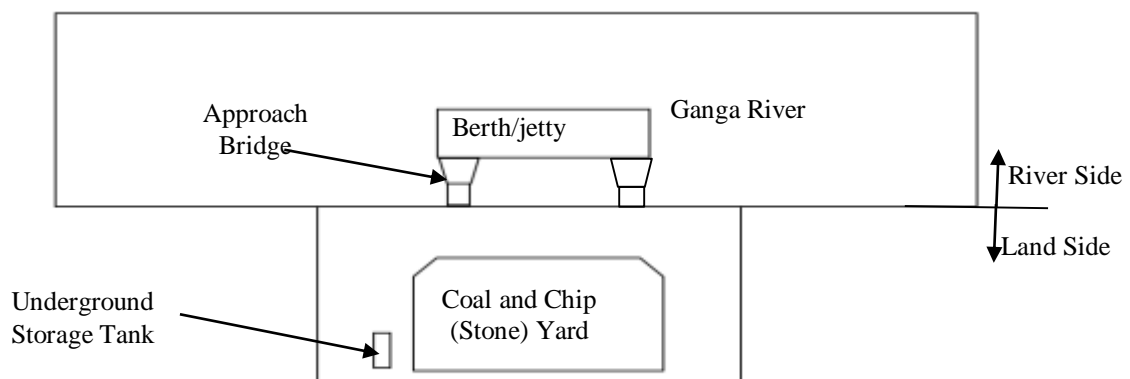 Approach
Bridge
Berth/jetty
Ganga River
River Side
Land Side
Underground
Storage Tank
Coal and Chip
(Stone) Yard